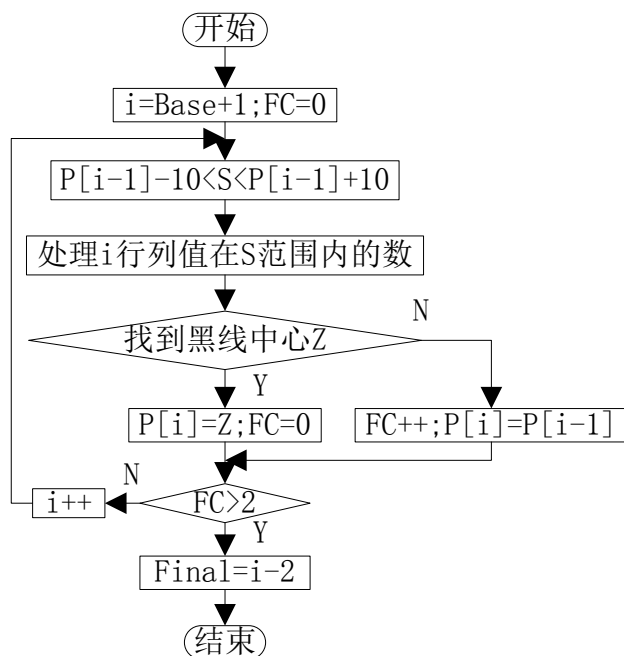 开始
i=Base+1;FC=0
P[i-1]-10<S<P[i-1]+10
处理i行列值在S范围内的数
找到黑线中心Z
N
Y
P[i]=Z;FC=0
FC++;P[i]=P[i-1]
N
i++
FC>2
Y
Final=i-2
结束